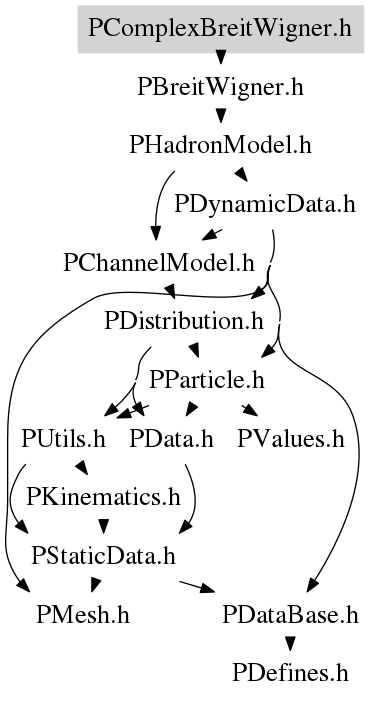 PComplexBreitWigner.h
PBreitWigner.h
PHadronModel.h
PDynamicData.h
PChannelModel.h
PDistribution.h
PParticle.h
PUtils.h PData.h PValues.h
PKinematics.h
PStaticData.h
PMesh.h PDataBase.h
PDefines.h